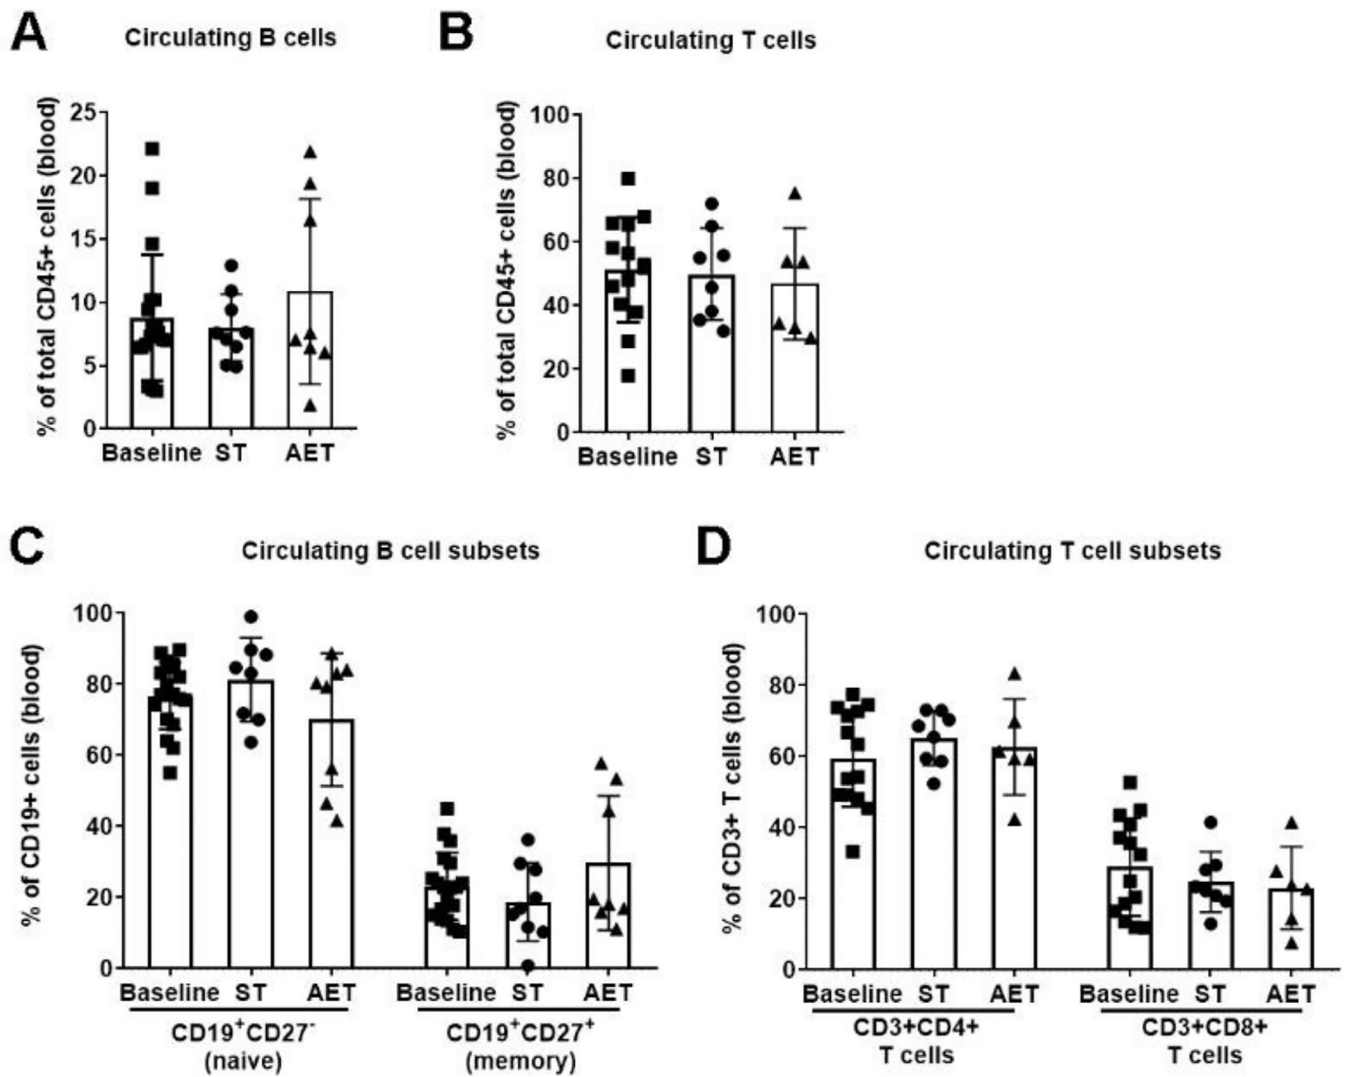 A
Circulating B cells
% of total CD45+ cells (blood)
25
20
15
10
5
0
Baseline ST AET
B
Circulating T cells
% of total CD45+ cells (blood)
100
80
60
40
20
0
Baseline ST AET
C
Circulating B cell subsets
% of CD19+ cells (blood)
100
80
60
40
20
0
Baseline ST AET Baseline ST AET
CD19⁺CD27⁻ CD19⁺CD27⁺
(naive) (memory)
D
Circulating T cell subsets
% of CD3+ T cells (blood)
100
80
60
40
20
0
Baseline ST AET Baseline ST AET
CD3+CD4+ CD3+CD8+
T cells T cells